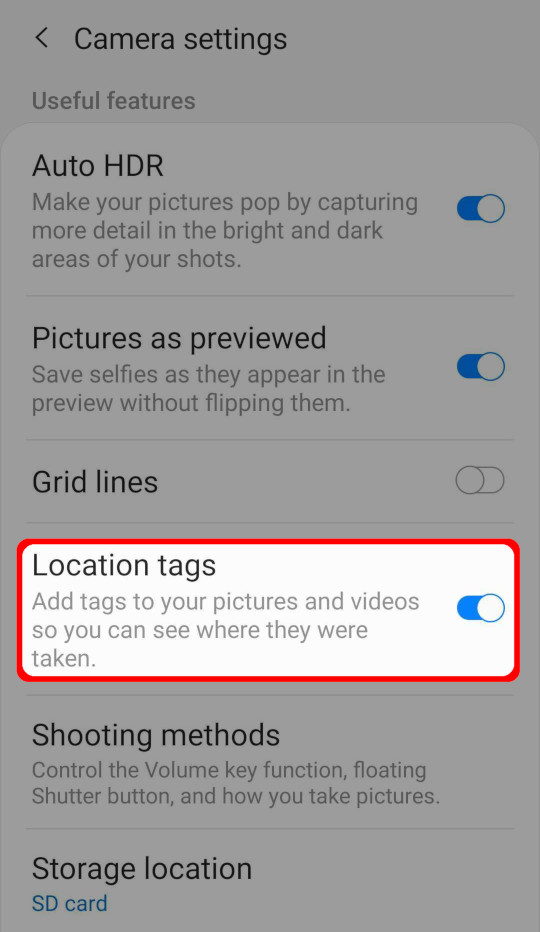 Camera settings
Useful features
Auto HDR
Make your pictures pop by capturing
more detail in the bright and dark
areas of your shots.
Pictures as previewed
Save selfies as they appear in the
preview without flipping them.
Grid lines
Location tags
Add tags to your pictures and videos
so you can see where they were
taken.
Shooting methods
Control the Volume key function, floating
Shutter button, and how you take pictures.
Storage location
SD card